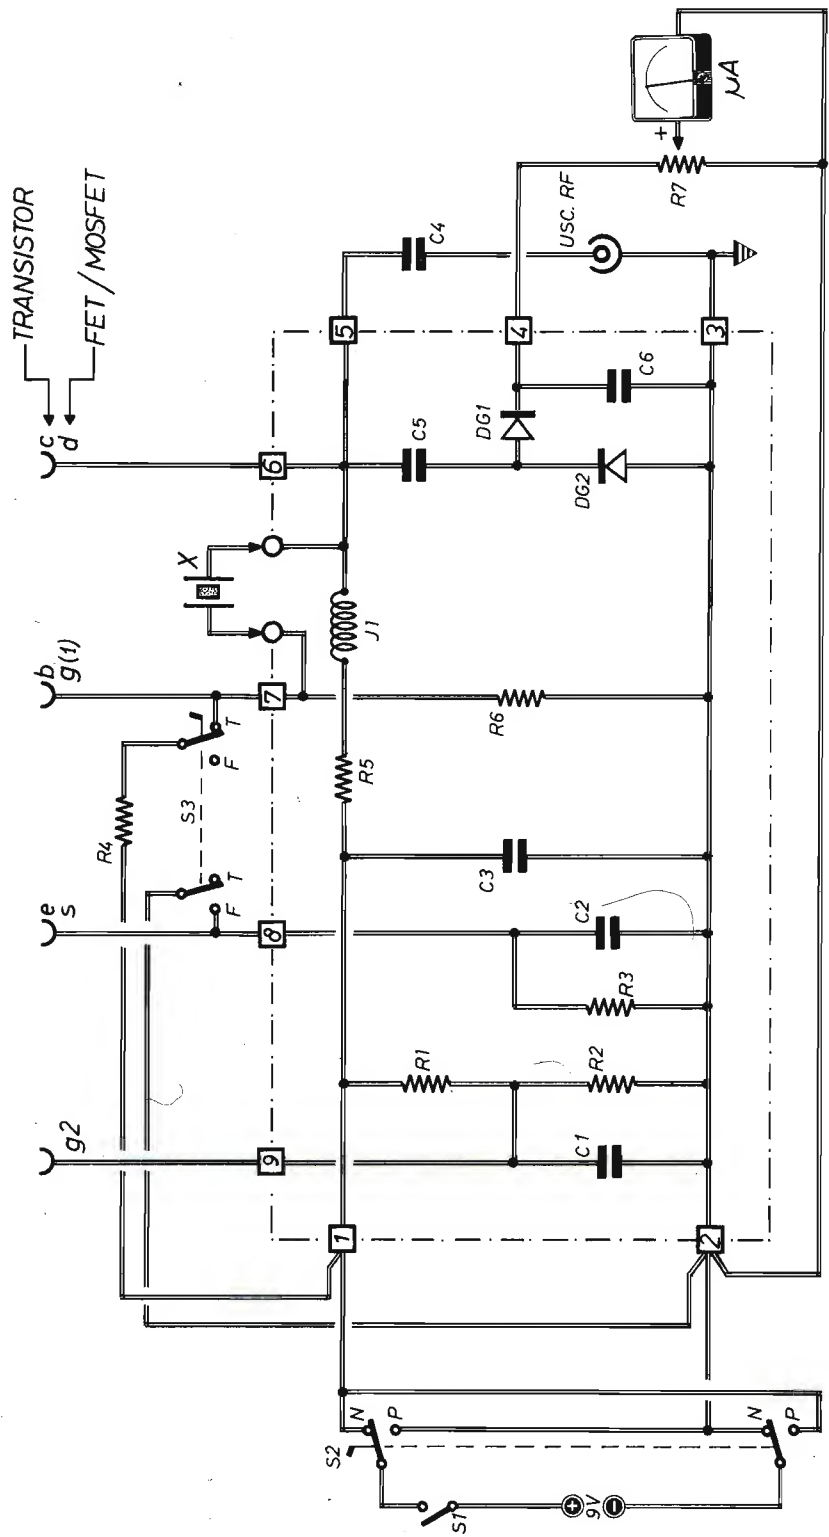 TRANSISTOR
FET / MOSFET
g2
e
s
b
g(1)
c
d
R4
S3
F
T
F
T
X
9
8
7
6
1
5
R5
J1
C4
R1
C3
R6
C5
DG1
4
USC. RF
+
μA
R7
C1
R2
R3
C2
DG2
C6
2
3
S2
N
P
S1
9V
N
P